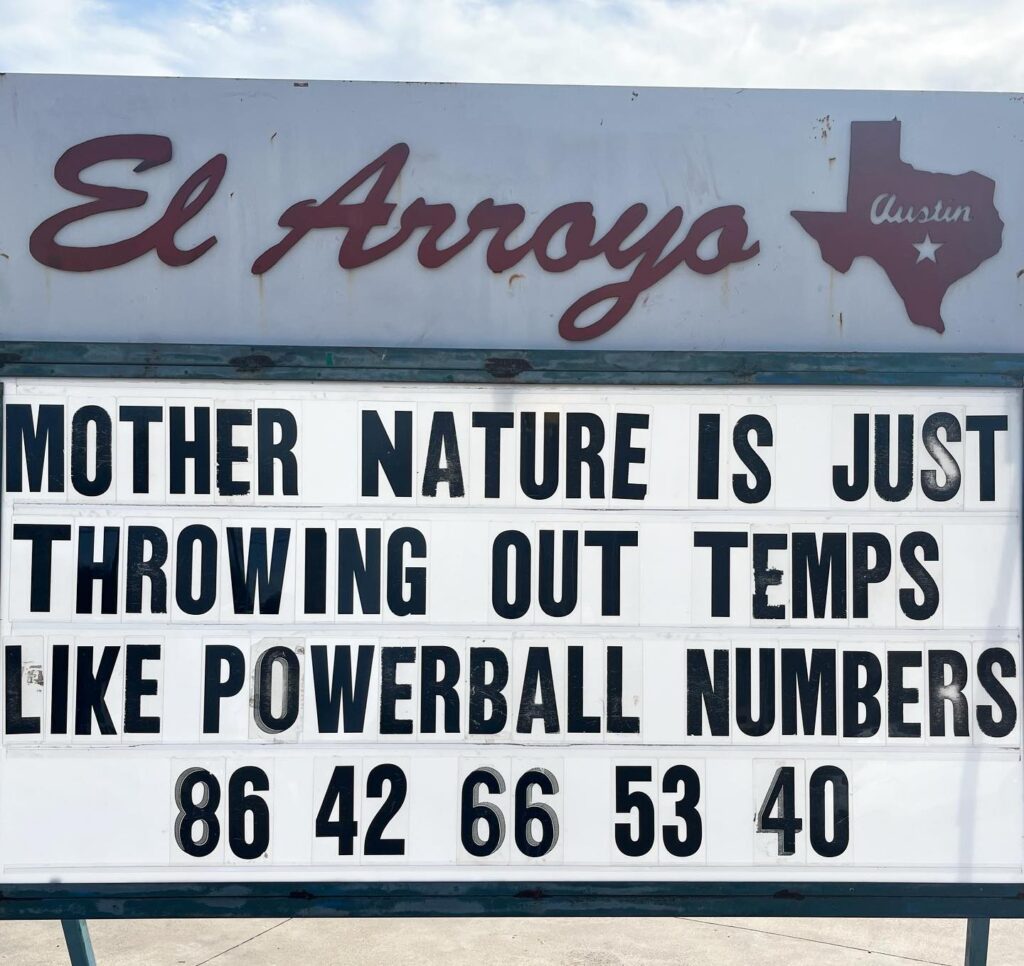 El Arroyo
Austin
MOTHER NATURE IS JUST
THROWING OUT TEMPS
LIKE POWERBALL NUMBERS
86 42 66 53 40